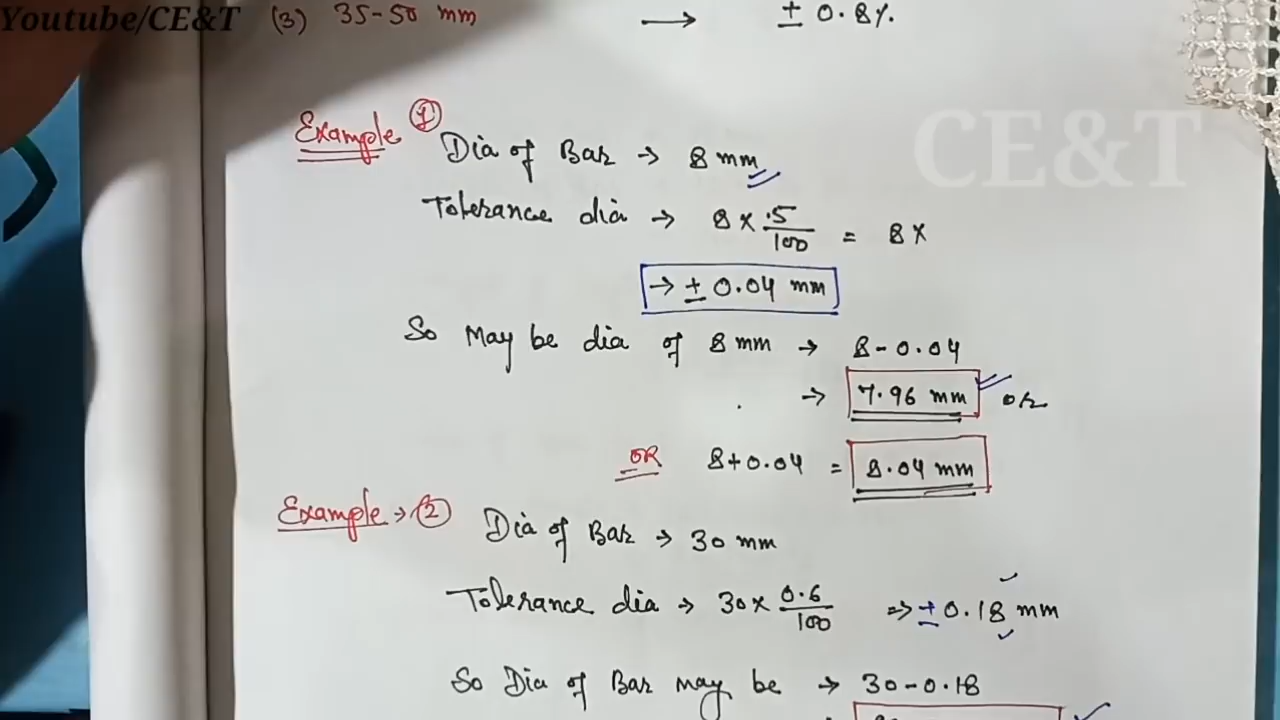 Youtube/CE&T (3) 35-50 mm → ± 0.8%.
CE&T
Example (1) Dia of Bar → 8 mm
Tolerance dia → 8 × .5/100 = 8 ×
→ ± 0.04 mm
So May be dia of 8 mm → 8 - 0.04
→ 7.96 mm or
OR 8 + 0.04 = 8.04 mm
Example → (2) Dia of Bar → 30 mm
Tolerance dia → 30 × 0.6/100 ⇒ ± 0.18 mm
So Dia of Bar may be → 30 - 0.18